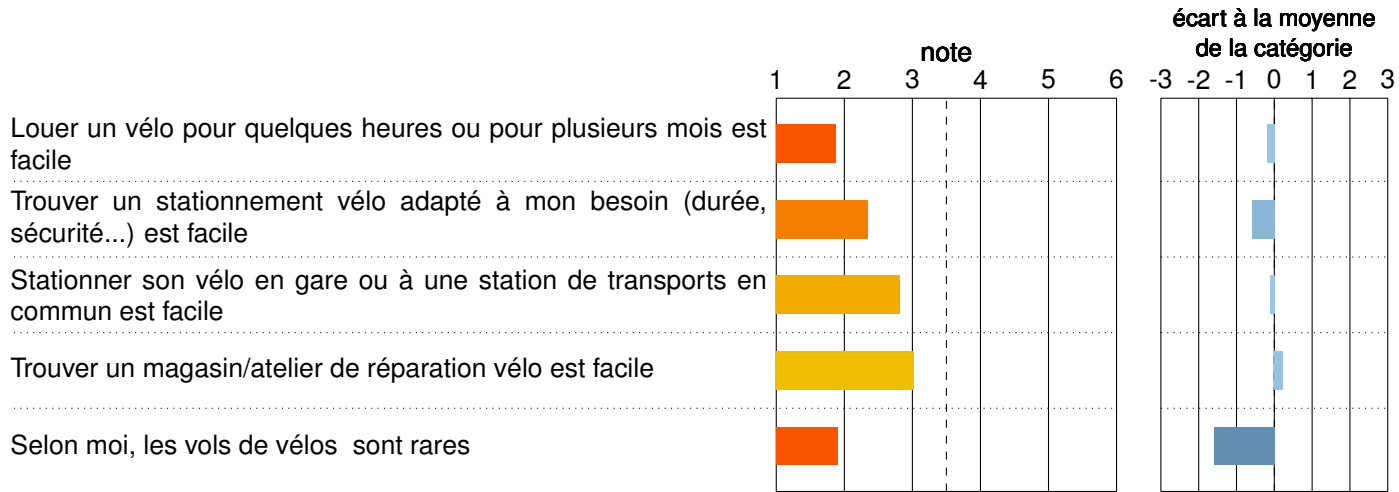 écart à la moyenne
note de la catégorie
1 2 3 4 5 6 -3 -2 -1 0 1 2 3
Louer un vélo pour quelques heures ou pour plusieurs mois est
facile
Trouver un stationnement vélo adapté à mon besoin (durée,
sécurité...) est facile
Stationner son vélo en gare ou à une station de transports en
commun est facile
Trouver un magasin/atelier de réparation vélo est facile
Selon moi, les vols de vélos sont rares